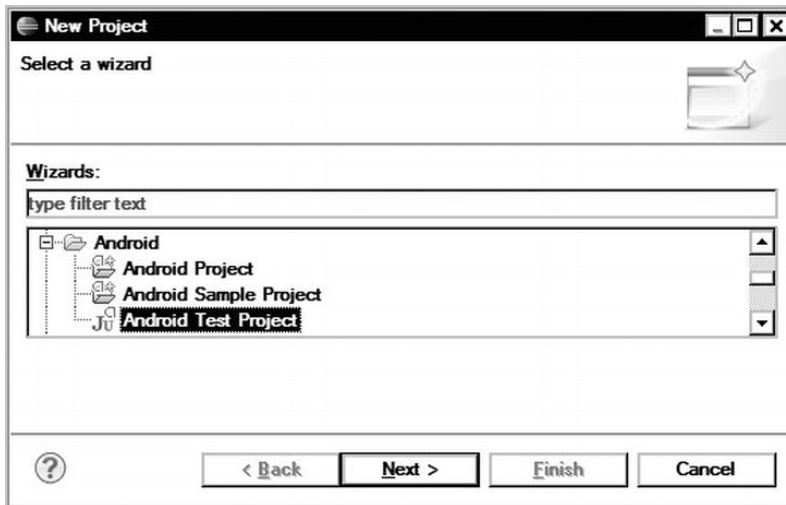 New Project
Select a wizard
Wizards:
type filter text
Android
Android Project
Android Sample Project
Ju Android Test Project
?
< Back Next > Finish Cancel